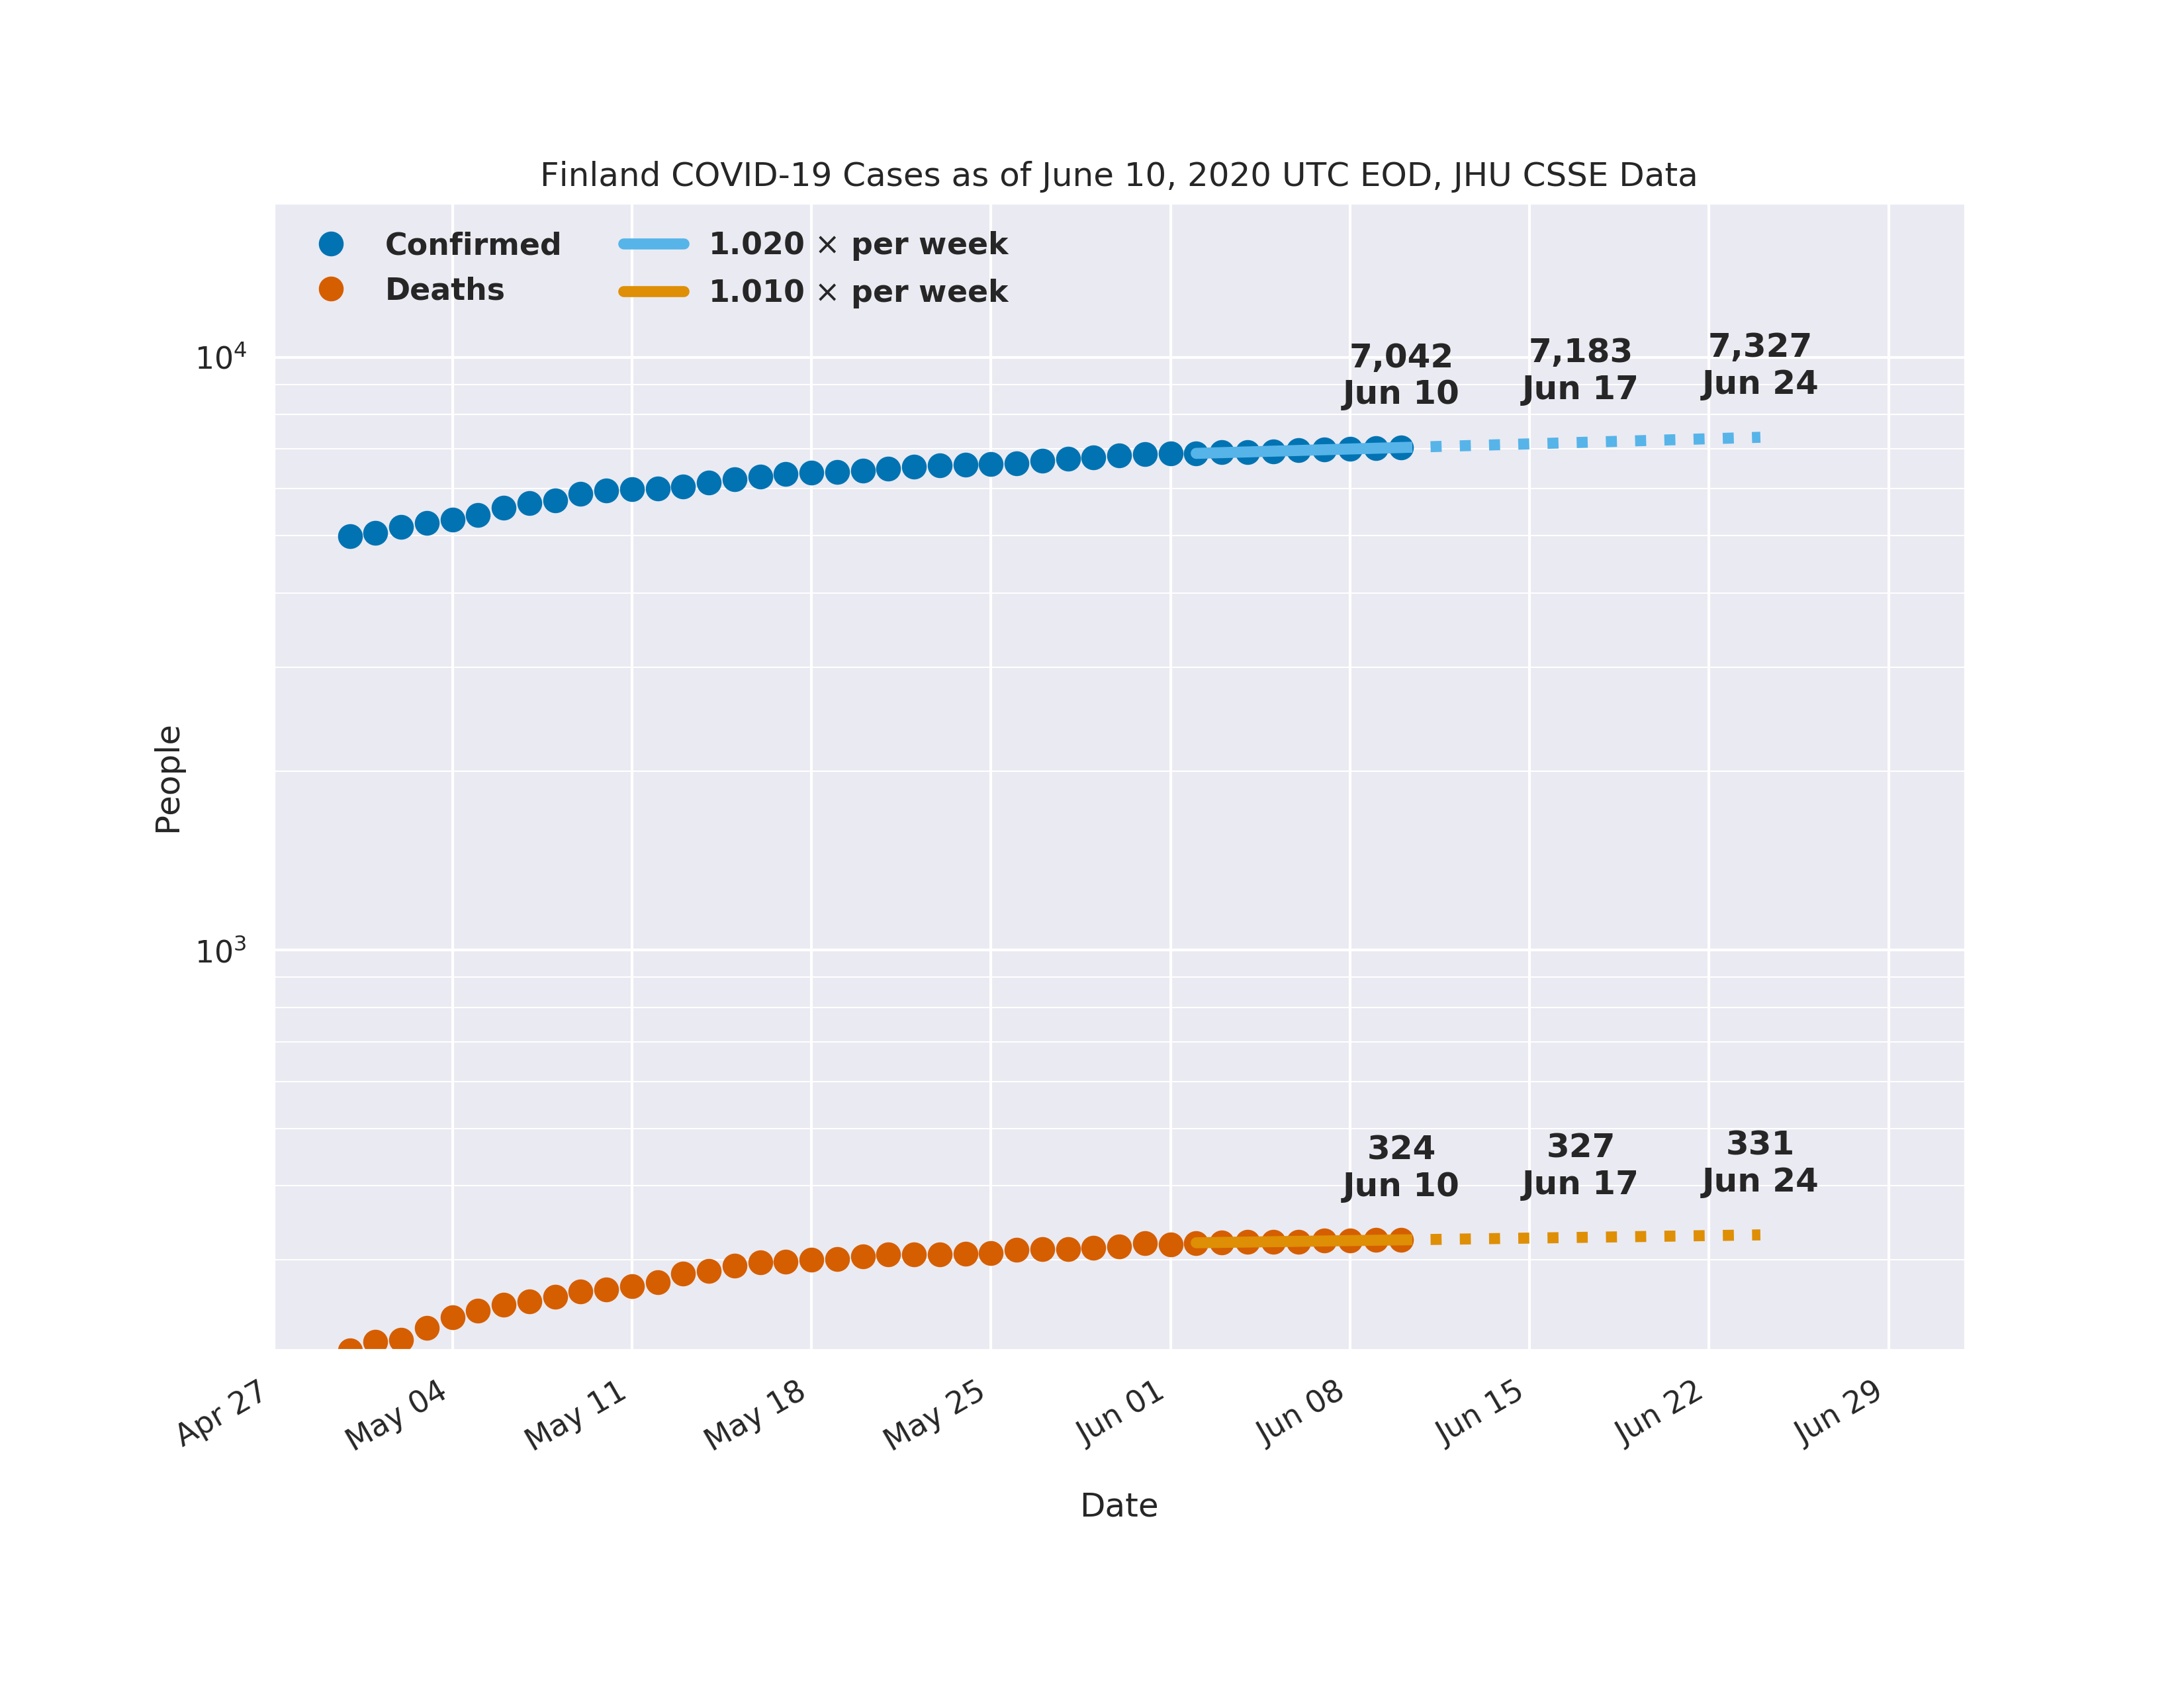 Finland COVID-19 Cases as of June 10, 2020 UTC EOD, JHU CSSE Data
Confirmed
Deaths
1.020 × per week
1.010 × per week
7,042
Jun 10
7,183
Jun 17
7,327
Jun 24
10⁴
10³
People
324
Jun 10
327
Jun 17
331
Jun 24
Apr 27
May 04
May 11
May 18
May 25
Jun 01
Jun 08
Jun 15
Jun 22
Jun 29
Date